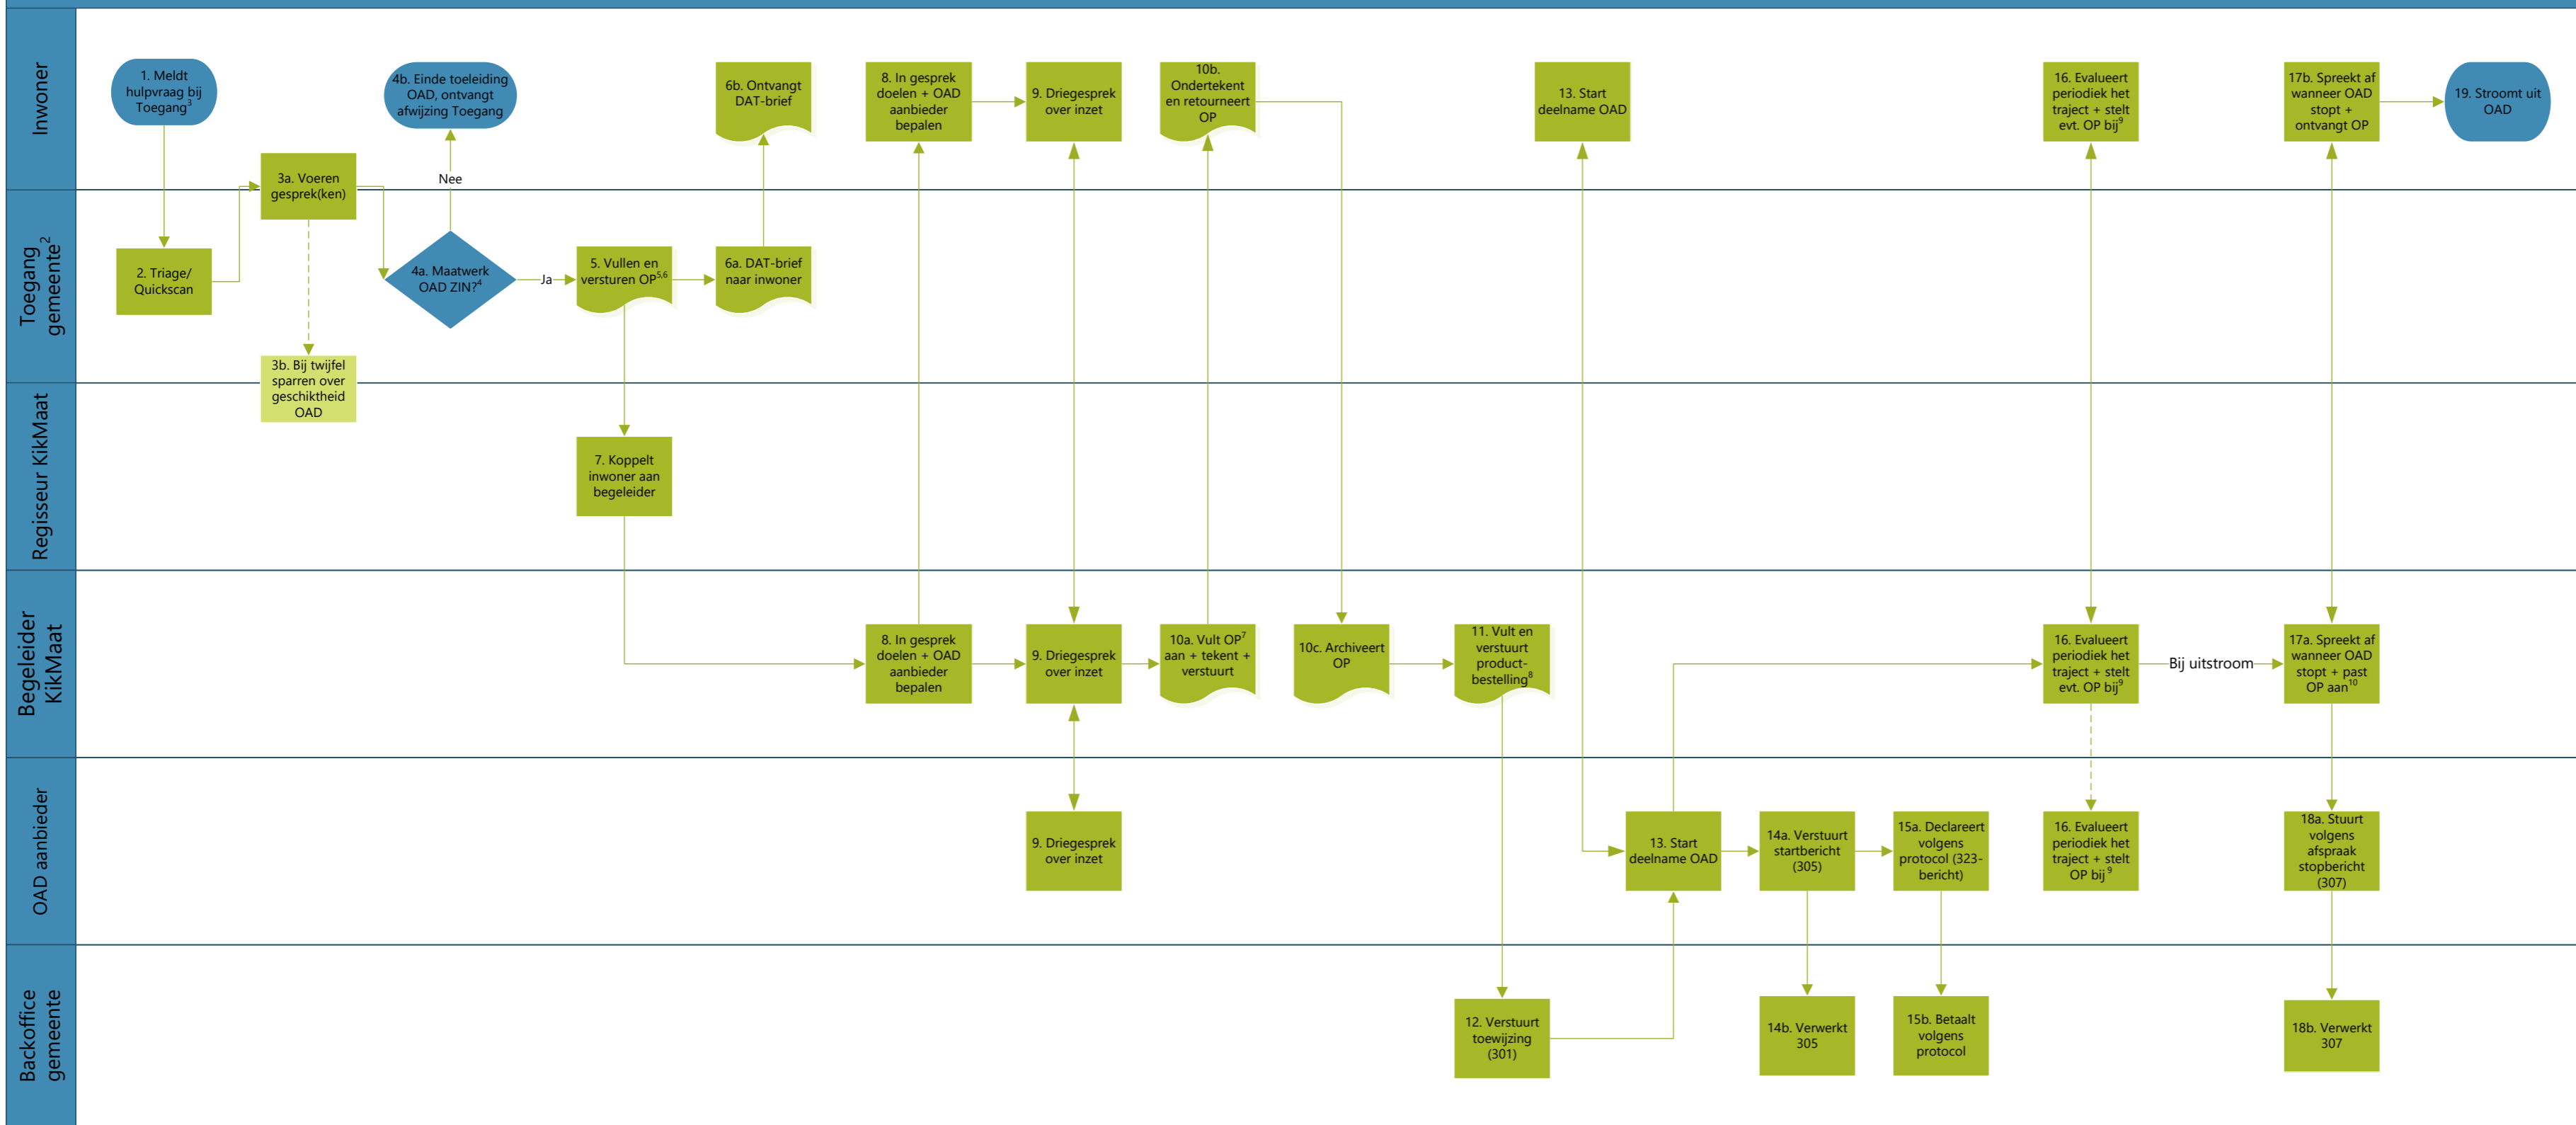 Inwoner
1. Meldt
hulpvraag bij
Toegang3
4b. Einde toeleiding
OAD, ontvangt
afwijzing Toegang
6b. Ontvangt
DAT-brief
8. In gesprek
doelen + OAD
aanbieder
bepalen
9. Driegesprek
over inzet
10b.
Ondertekent
en retourneert
OP
13. Start
deelname OAD
16. Evalueert
periodiek het
traject + stelt
evt. OP bij9
17b. Spreekt af
wanneer OAD
stopt +
ontvangt OP
19. Stroomt uit
OAD
3a. Voeren
gesprek(ken)
Nee
Toegang
gemeente2
2. Triage/
Quickscan
4a. Maatwerk
OAD ZIN?4
Ja
5. Vullen en
versturen OP5,6
6a. DAT-brief
naar inwoner
3b. Bij twijfel
sparren over
geschiktheid
OAD
Regisseur KikMaat
7. Koppelt
inwoner aan
begeleider
Begeleider
KikMaat
8. In gesprek
doelen + OAD
aanbieder
bepalen
9. Driegesprek
over inzet
10a. Vult OP7
aan + tekent +
verstuurt
10c. Archiveert
OP
11. Vult en
verstuurt
product-
bestelling8
16. Evalueert
periodiek het
traject + stelt
evt. OP bij9
Bij uitstroom
17a. Spreekt af
wanneer OAD
stopt + past
OP aan10
OAD aanbieder
9. Driegesprek
over inzet
13. Start
deelname OAD
14a. Verstuurt
startbericht
(305)
15a. Declareert
volgens
protocol (323-
bericht)
16. Evalueert
periodiek het
traject + stelt
OP bij 9
18a. Stuurt
volgens
afspraak
stopbericht
(307)
Backoffice
gemeente
12. Verstuurt
toewijzing
(301)
14b. Verwerkt
305
15b. Betaalt
volgens
protocol
18b. Verwerkt
307